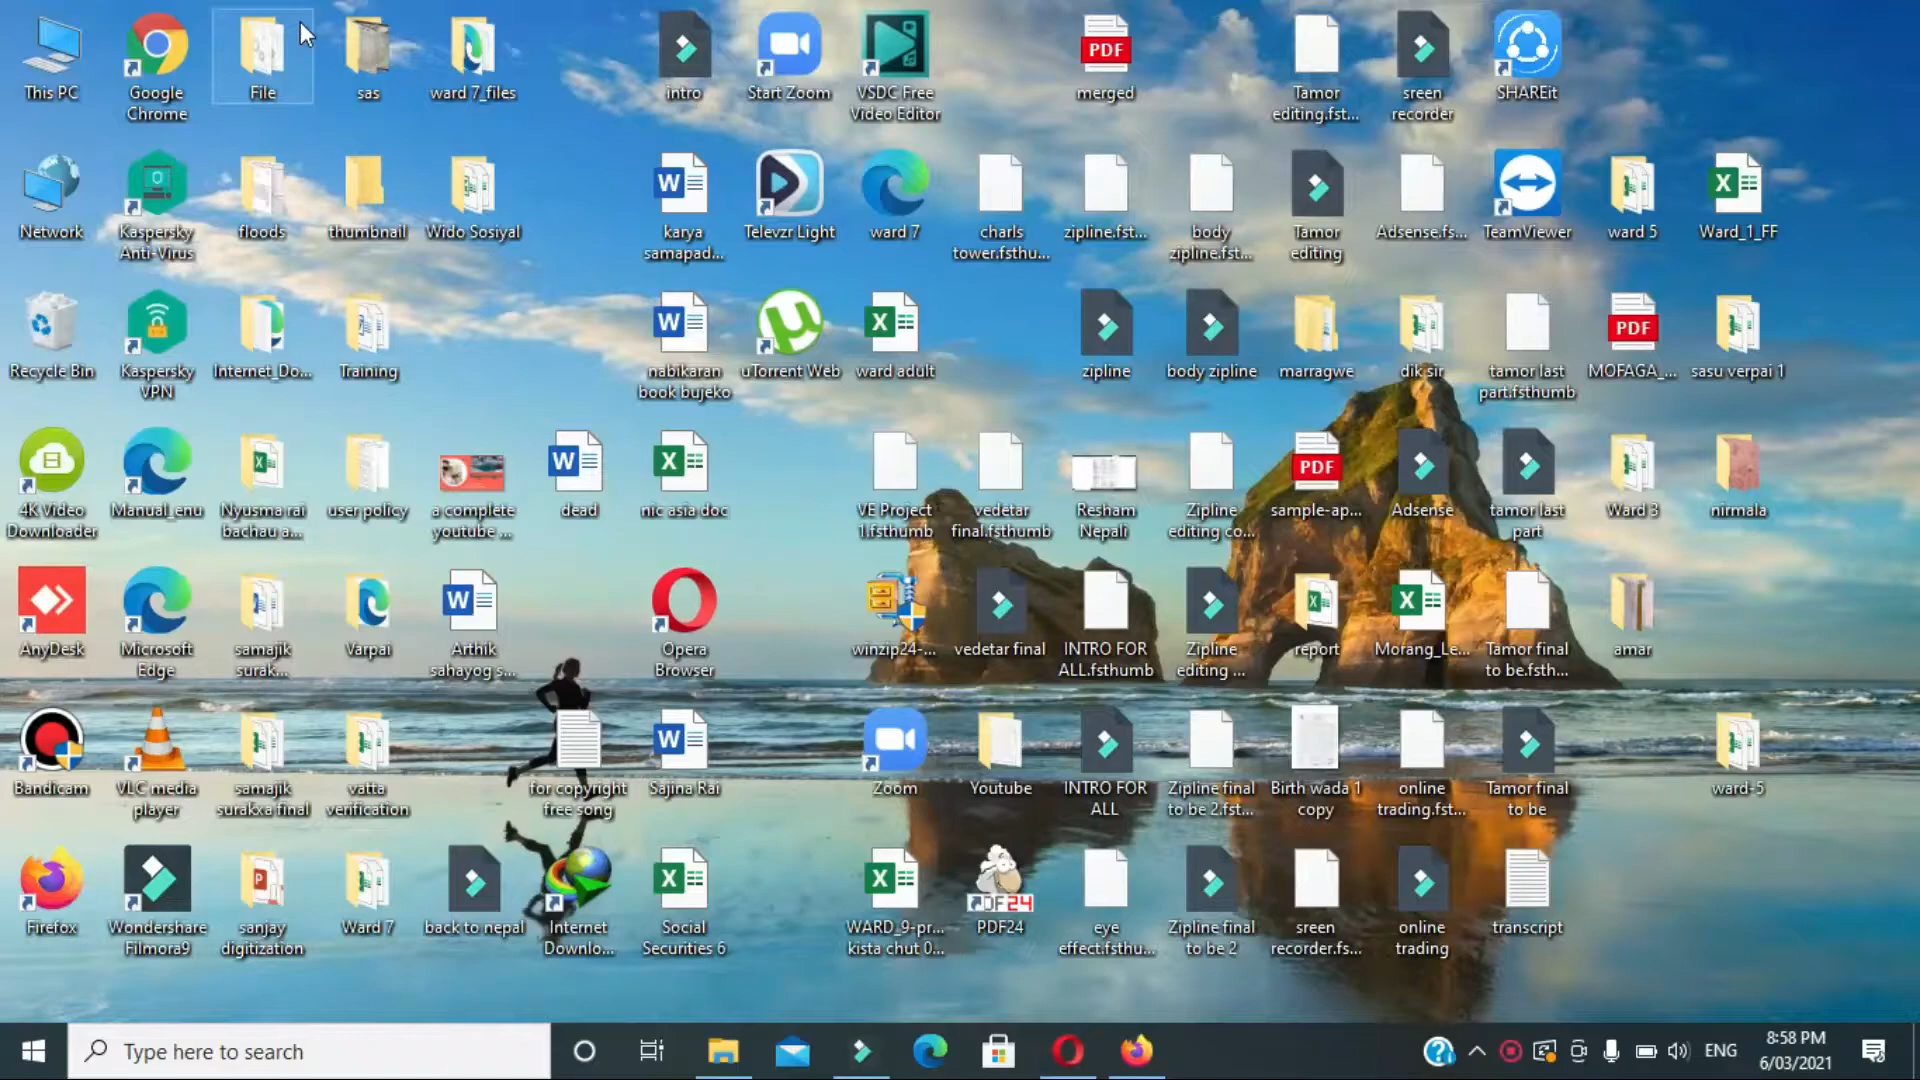 This PC
Google
Chrome
File
sas
ward 7_files
intro
Start Zoom
VSDC Free
Video Editor
PDF
merged
Tamor
editing.fst...
sreen
recorder
SHAREit
Network
Kaspersky
Anti-Virus
floods
thumbnail
Wido Sosiyal
karya
samapad...
Televzr Light
ward 7
charls
tower.fsthu...
zipline.fst...
body
zipline.fst...
Tamor
editing
Adsense.fs...
TeamViewer
ward 5
Ward_1_FF
Recycle Bin
Kaspersky
VPN
Internet_Do...
Training
nabikaran
book bujeko
uTorrent Web
ward adult
zipline
body zipline
marragwe
dik sir
tamor last
part.fsthumb
PDF
MOFAGA_...
sasu verpai 1
4K Video
Downloader
Manual_enu
Nyusma rai
bachau a...
user policy
a complete
youtube ...
dead
nic asia doc
VE Project
1.fsthumb
vedetar
final.fsthumb
Resham
Nepali
Zipline
editing co...
PDF
sample-ap...
Adsense
tamor last
part
Ward 3
nirmala
AnyDesk
Microsoft
Edge
samajik
surak...
Varpai
Arthik
sahayog s...
Opera
Browser
winzip24-...
vedetar final
INTRO FOR
ALL.fsthumb
Zipline
editing ...
report
Morang_Le...
Tamor final
to be.fsth...
amar
Bandicam
VLC media
player
samajik
surakxa final
vatta
verification
for copyright
free song
Sajina Rai
Zoom
Youtube
INTRO FOR
ALL
Zipline final
to be 2.fst...
Birth wada 1
copy
online
trading.fst...
Tamor final
to be
ward-5
Firefox
Wondershare
Filmora9
sanjay
digitization
Ward 7
back to nepal
Internet
Downlo...
Social
Securities 6
WARD_9-pr...
kista chut 0...
PDF24
PDF24
eye
effect.fsthu...
Zipline final
to be 2
sreen
recorder.fs...
online
trading
transcript
Type here to search
ENG
8:58 PM
6/03/2021